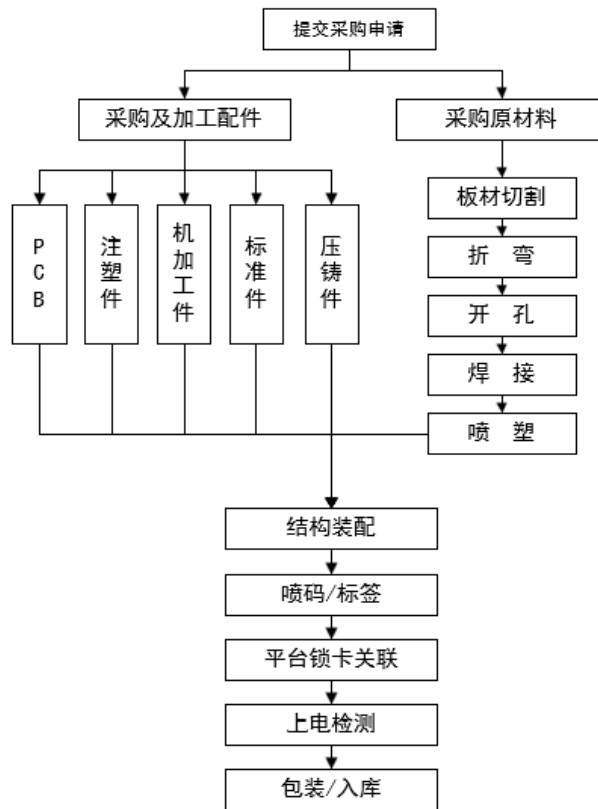 提交采购申请
采购及加工配件
采购原材料
PCB
注塑件
机加工件
标准件
压铸件
板材切割
折 弯
开 孔
焊 接
喷 塑
结构装配
喷码/标签
平台锁卡关联
上电检测
包装/入库